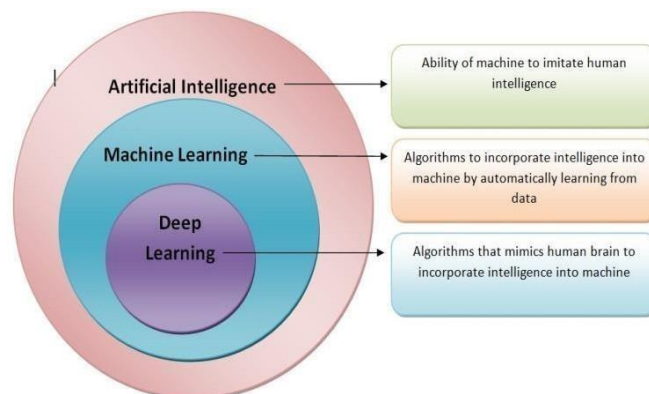 Artificial Intelligence
Ability of machine to imitate human
intelligence
Machine Learning
Algorithms to incorporate intelligence into
machine by automatically learning from
data
Deep
Learning
Algorithms that mimics human brain to
incorporate intelligence into machine